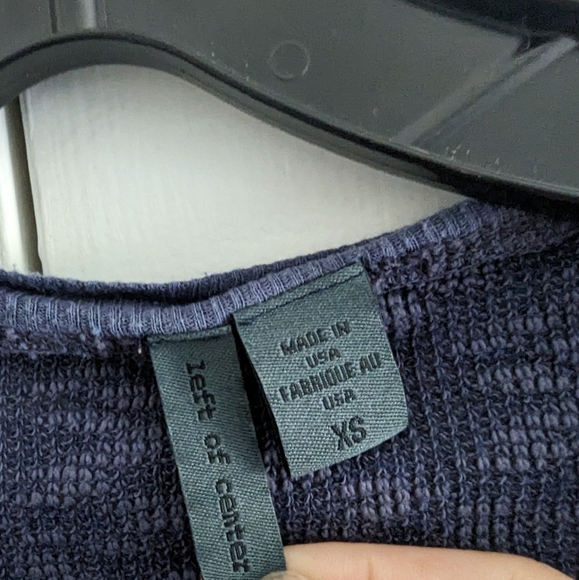 left of center
MADE IN
USA
FABRIQUE AU
USA
XS